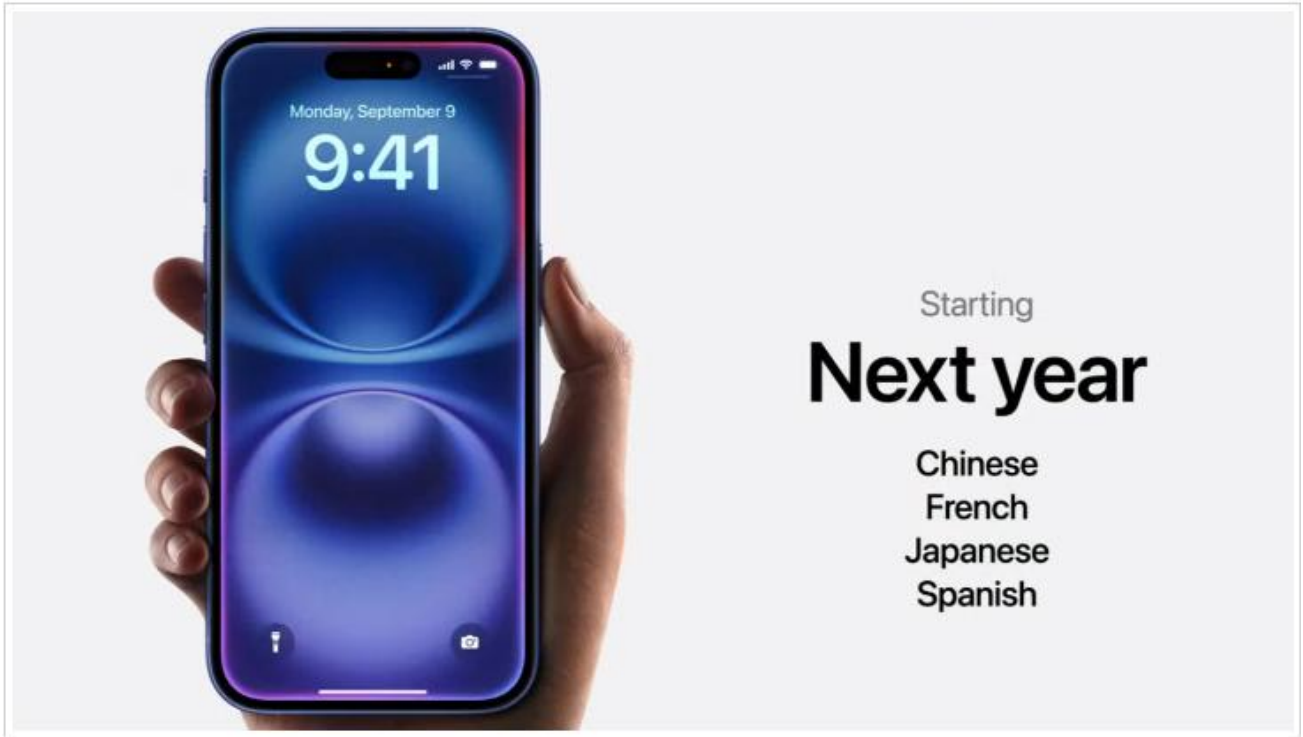 Monday, September 9
9:41
Starting
Next year
Chinese
French
Japanese
Spanish